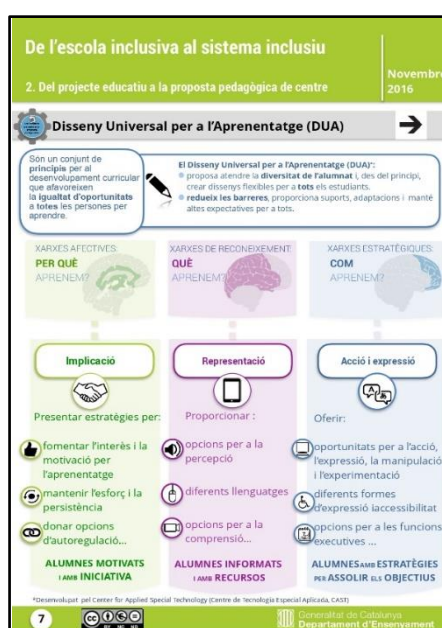 De l'escola inclusiva al sistema inclusiu
2. Del projecte educatiu a la proposta pedagògica de centre
Novembre
2016
Disseny Universal per a l'Aprenentatge (DUA)
Són un conjunt de
principis per al
desenvolupament curricular
que afavoreixen
la igualtat d'oportunitats
a totes les persones per
aprendre.
El Disseny Universal per a l'Aprenentatge (DUA)*:
proposa atendre la diversitat de l'alumnat i, des del principi,
crear dissenys flexibles per a tots els estudiants.
redueix les barreres, proporciona suports, adaptacions i manté
altes expectatives per a tots.
XARXES AFECTIVES:
PER QUÈ
APRENEM?
XARXES DE RECONEIXEMENT:
QUÈ
APRENEM?
XARXES ESTRATÈGIQUES:
COM
APRENEM?
Implicació
Presentar estratègies per:
fomentar l'interès i la
motivació per
l'aprenentatge
mantenir l'esforç i la
persistència
donar opcions
d'autoregulació...
ALUMNES MOTIVATS
I AMB INICIATIVA
Representació
Proporcionar :
opcions per a la
percepció
diferents llenguatges
opcions per a la
comprensió...
ALUMNES INFORMATS
I AMB RECURSOS
Acció i expressió
Oferir:
oportunitats per a l'acció,
l'expressió, la manipulació
i l'experimentació
diferents formes
d'expressió iaccessibilitat
opcions per a les funcions
executives ...
ALUMNES AMB ESTRATÈGIES
PER ASSOLIR ELS OBJECTIUS
*Desenvolupat pel Center for Applied Special Technology (Centre de Tecnologia Especial Aplicada, CAST)
7
Generalitat de Catalunya
Departament d'Ensenyament